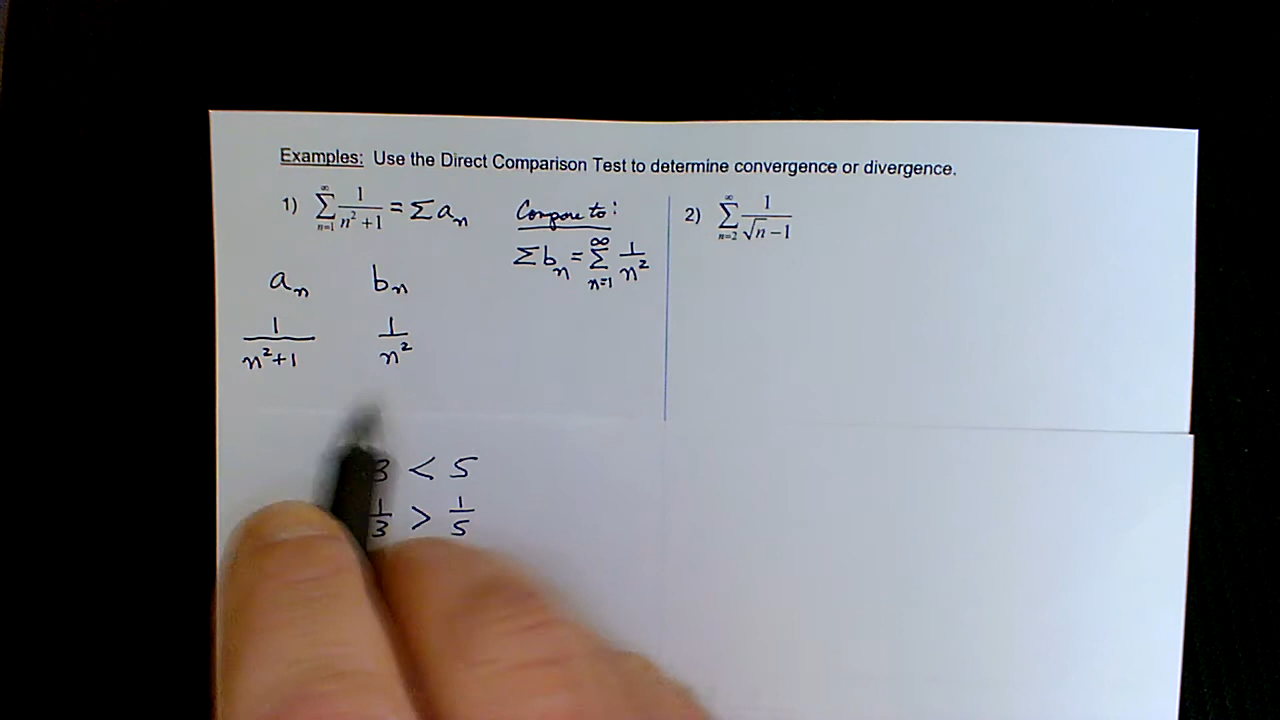 Examples: Use the Direct Comparison Test to determine convergence or divergence.
1) ∞ Σ n=1 1/(n² + 1) = Σ aₙ
Compare to:
Σ bₙ = ∞ Σ n=1 1/n²
aₙ bₙ
1/(n²+1) 1/n²
3 < 5
1/3 > 1/5
2) ∞ Σ n=2 1/(√n − 1)